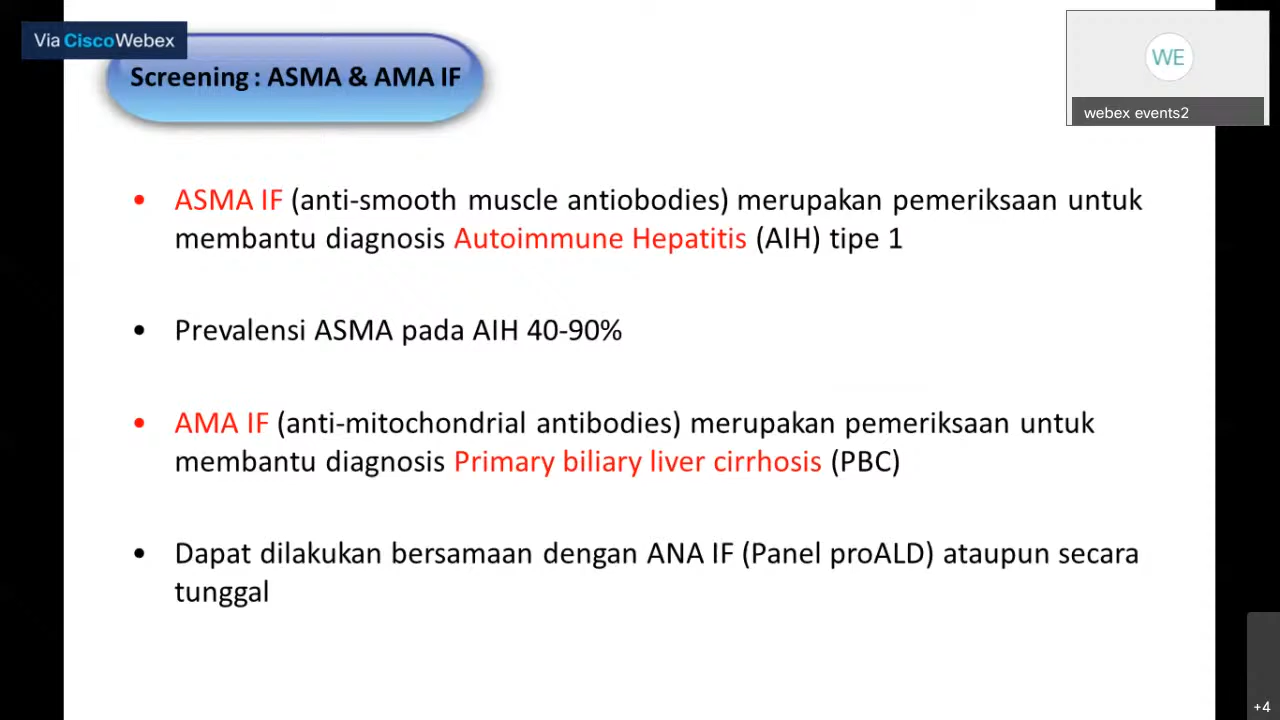 Via CiscoWebex
Screening : ASMA & AMA IF
WE
webex events2
• ASMA IF (anti-smooth muscle antiobodies) merupakan pemeriksaan untuk
membantu diagnosis Autoimmune Hepatitis (AIH) tipe 1
• Prevalensi ASMA pada AIH 40-90%
• AMA IF (anti-mitochondrial antibodies) merupakan pemeriksaan untuk
membantu diagnosis Primary biliary liver cirrhosis (PBC)
• Dapat dilakukan bersamaan dengan ANA IF (Panel proALD) ataupun secara
tunggal
+4